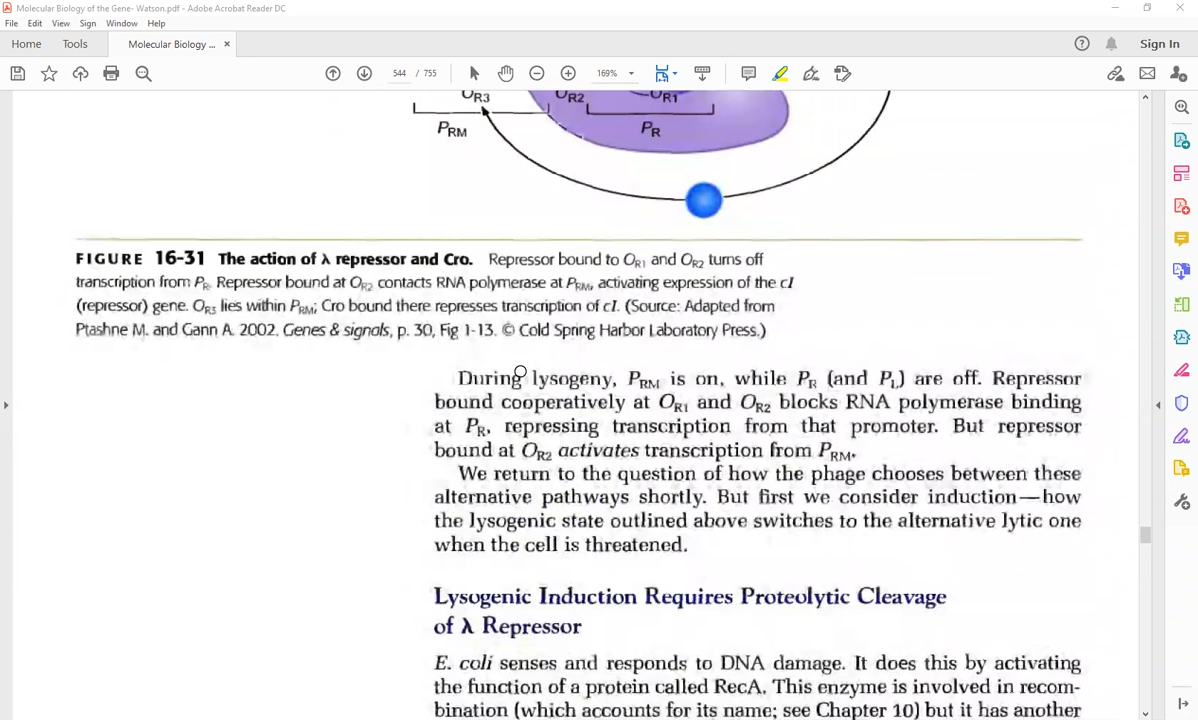 Molecular Biology of the Gene- Watson.pdf - Adobe Acrobat Reader DC
File Edit View Sign Window Help
Home Tools Molecular Biology ... × Sign In
544 / 755 169%
OR3 OR2 OR1
PRM PR
FIGURE 16-31 The action of λ repressor and Cro. Repressor bound to OR1 and OR2 turns off
transcription from PR. Repressor bound at OR2 contacts RNA polymerase at PRM, activating expression of the cI
(repressor) gene. OR3 lies within PRM; Cro bound there represses transcription of cI. (Source: Adapted from
Ptashne M. and Gann A. 2002. Genes & signals, p. 30, Fig 1-13. © Cold Spring Harbor Laboratory Press.)
During lysogeny, PRM is on, while PR (and PL) are off. Repressor
bound cooperatively at OR1 and OR2 blocks RNA polymerase binding
at PR, repressing transcription from that promoter. But repressor
bound at OR2 activates transcription from PRM.
We return to the question of how the phage chooses between these
alternative pathways shortly. But first we consider induction—how
the lysogenic state outlined above switches to the alternative lytic one
when the cell is threatened.
Lysogenic Induction Requires Proteolytic Cleavage
of λ Repressor
E. coli senses and responds to DNA damage. It does this by activating
the function of a protein called RecA. This enzyme is involved in recom-
bination (which accounts for its name; see Chapter 10) but it has another